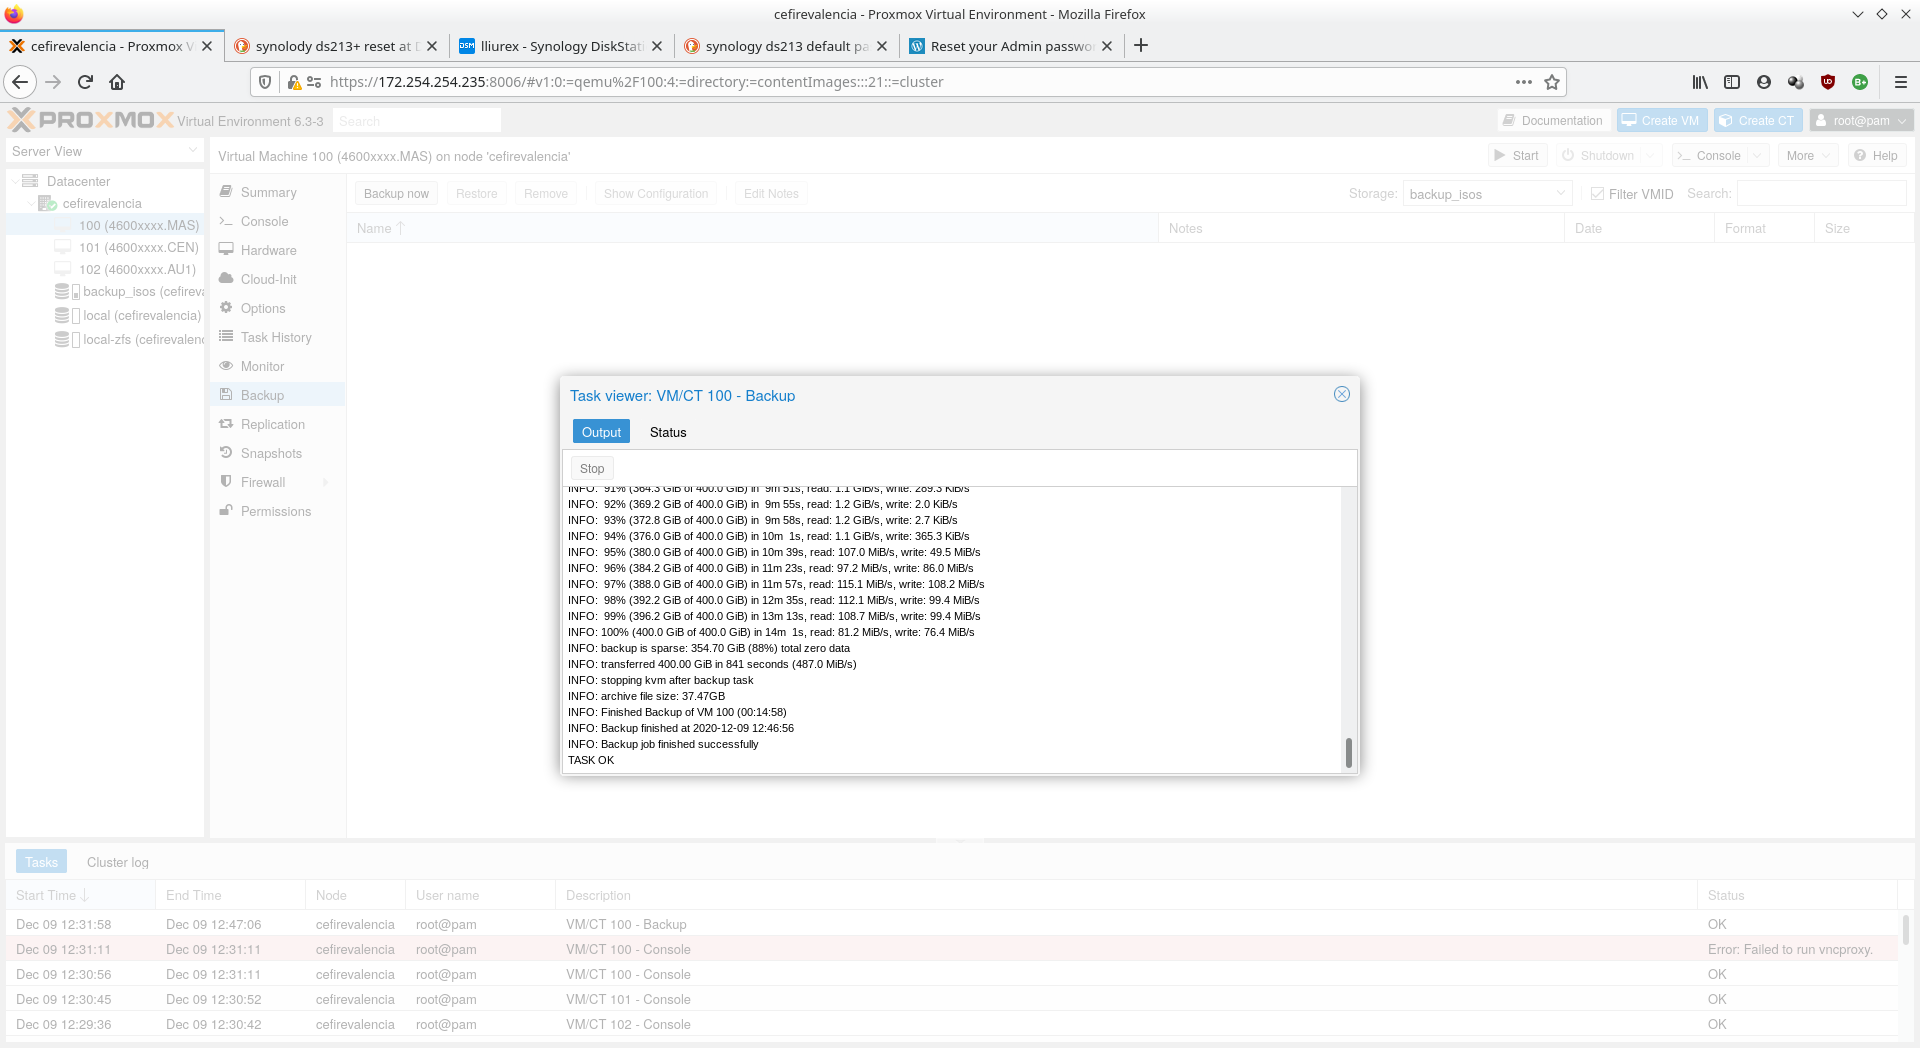 cefirevalencia - Proxmox Virtual Environment - Mozilla Firefox
cefirevalencia - Proxmox V
synolody ds213+ reset at D
lliurex - Synology DiskStati
synology ds213 default pa
Reset your Admin passwo
https://172.254.254.235:8006/#v1:0:=qemu%2F100:4:=directory:=contentImages:::21::=cluster
PROXMOX Virtual Environment 6.3-3 Search Documentation Create VM Create CT root@pam
Server View
Virtual Machine 100 (4600xxxx.MAS) on node 'cefirevalencia' Start Shutdown Console More Help
Datacenter
cefirevalencia
100 (4600xxxx.MAS)
101 (4600xxxx.CEN)
102 (4600xxxx.AU1)
backup_isos (cefireva
local (cefirevalencia)
local-zfs (cefirevalenc
Summary
Console
Hardware
Cloud-Init
Options
Task History
Monitor
Backup
Replication
Snapshots
Firewall
Permissions
Backup now Restore Remove Show Configuration Edit Notes Storage: backup_isos Filter VMID Search:
Name Notes Date Format Size
Task viewer: VM/CT 100 - Backup
Output Status
Stop
INFO: 91% (364.3 GiB of 400.0 GiB) in 9m 51s, read: 1.1 GiB/s, write: 289.3 KiB/s
INFO: 92% (369.2 GiB of 400.0 GiB) in 9m 55s, read: 1.2 GiB/s, write: 2.0 KiB/s
INFO: 93% (372.8 GiB of 400.0 GiB) in 9m 58s, read: 1.2 GiB/s, write: 2.7 KiB/s
INFO: 94% (376.0 GiB of 400.0 GiB) in 10m 1s, read: 1.1 GiB/s, write: 365.3 KiB/s
INFO: 95% (380.0 GiB of 400.0 GiB) in 10m 39s, read: 107.0 MiB/s, write: 49.5 MiB/s
INFO: 96% (384.2 GiB of 400.0 GiB) in 11m 23s, read: 97.2 MiB/s, write: 86.0 MiB/s
INFO: 97% (388.0 GiB of 400.0 GiB) in 11m 57s, read: 115.1 MiB/s, write: 108.2 MiB/s
INFO: 98% (392.2 GiB of 400.0 GiB) in 12m 35s, read: 112.1 MiB/s, write: 99.4 MiB/s
INFO: 99% (396.2 GiB of 400.0 GiB) in 13m 13s, read: 108.7 MiB/s, write: 99.4 MiB/s
INFO: 100% (400.0 GiB of 400.0 GiB) in 14m 1s, read: 81.2 MiB/s, write: 76.4 MiB/s
INFO: backup is sparse: 354.70 GiB (88%) total zero data
INFO: transferred 400.00 GiB in 841 seconds (487.0 MiB/s)
INFO: stopping kvm after backup task
INFO: archive file size: 37.47GB
INFO: Finished Backup of VM 100 (00:14:58)
INFO: Backup finished at 2020-12-09 12:46:56
INFO: Backup job finished successfully
TASK OK
Tasks Cluster log
Start Time End Time Node User name Description Status
Dec 09 12:31:58 Dec 09 12:47:06 cefirevalencia root@pam VM/CT 100 - Backup OK
Dec 09 12:31:11 Dec 09 12:31:11 cefirevalencia root@pam VM/CT 100 - Console Error: Failed to run vncproxy.
Dec 09 12:30:56 Dec 09 12:31:11 cefirevalencia root@pam VM/CT 100 - Console OK
Dec 09 12:30:45 Dec 09 12:30:52 cefirevalencia root@pam VM/CT 101 - Console OK
Dec 09 12:29:36 Dec 09 12:30:42 cefirevalencia root@pam VM/CT 102 - Console OK